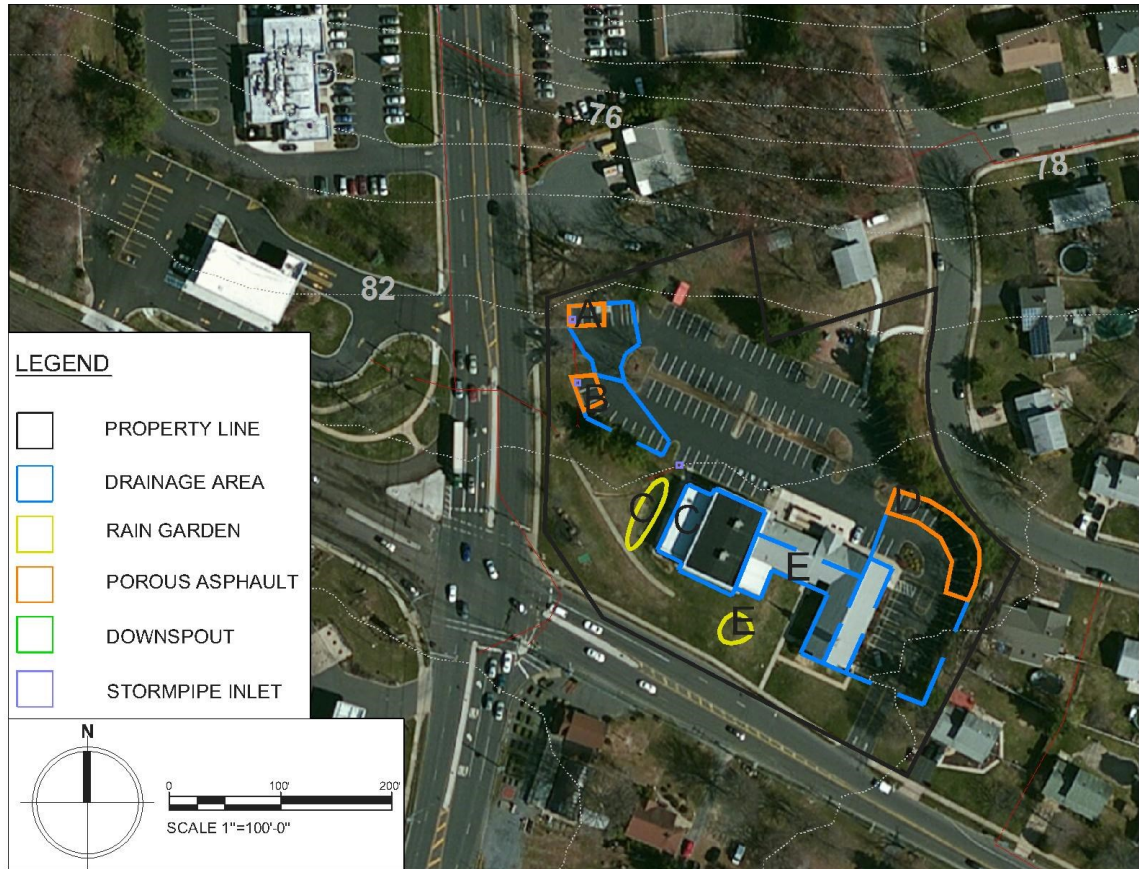 76
78
82
A
B
C
C
D
E
E
LEGEND
PROPERTY LINE
DRAINAGE AREA
RAIN GARDEN
POROUS ASPHAULT
DOWNSPOUT
STORMPIPE INLET
N
0 100' 200'
SCALE 1"=100'-0"